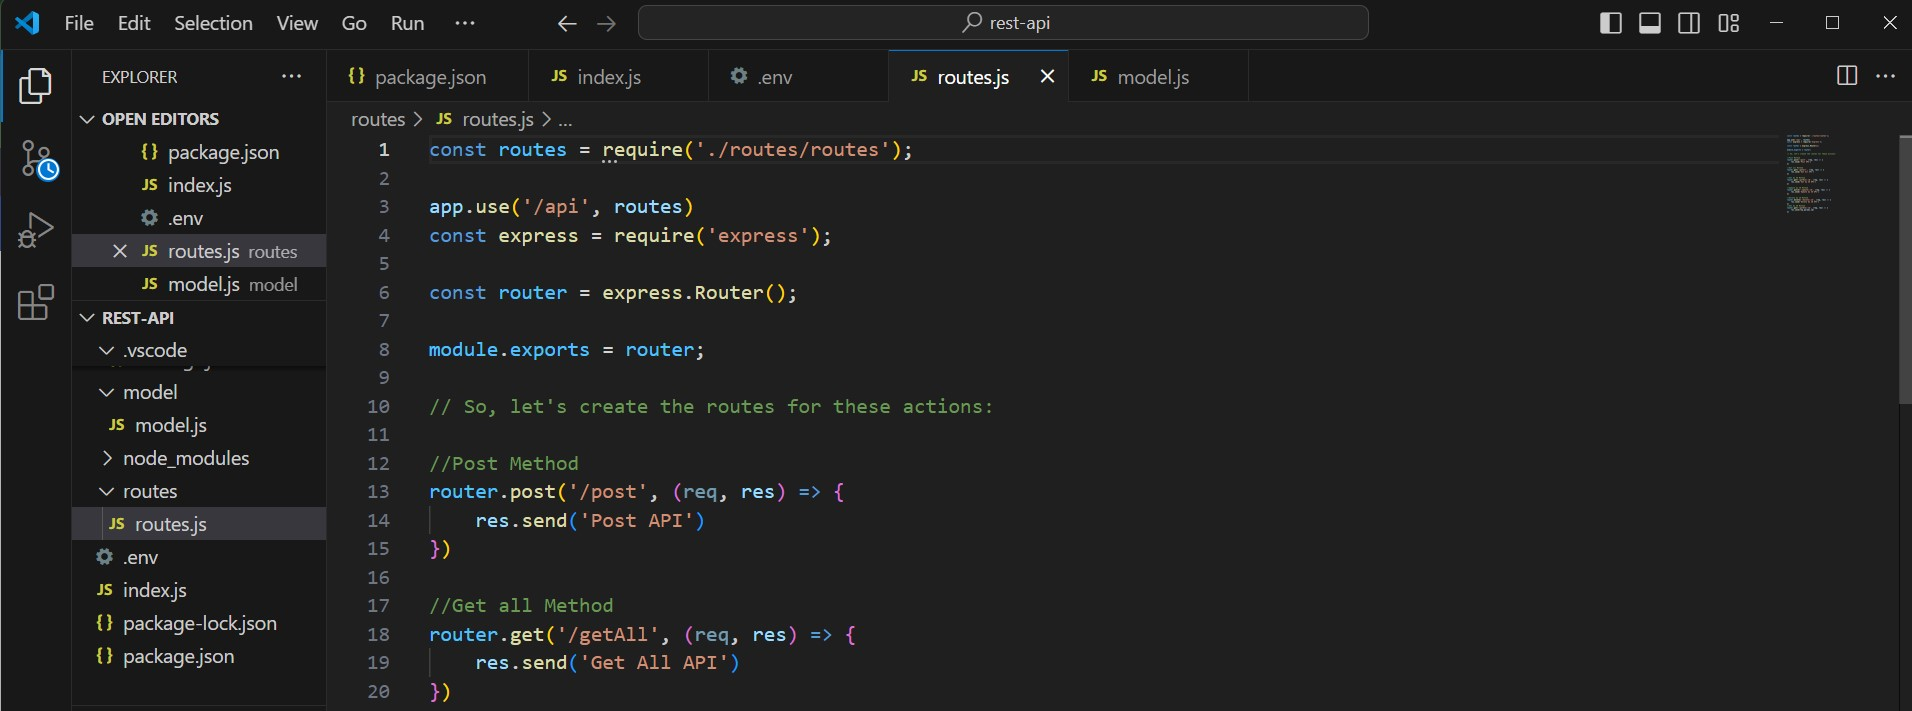 File Edit Selection View Go Run ··· rest-api
EXPLORER ···
OPEN EDITORS
{} package.json
JS index.js
.env
JS routes.js routes
JS model.js model
REST-API
.vscode
model
JS model.js
node_modules
routes
JS routes.js
.env
JS index.js
{} package-lock.json
{} package.json
{} package.json JS index.js .env JS routes.js JS model.js ···
routes > JS routes.js > ...
1 const routes = require('./routes/routes');
2
3 app.use('/api', routes)
4 const express = require('express');
5
6 const router = express.Router();
7
8 module.exports = router;
9
10 // So, let's create the routes for these actions:
11
12 //Post Method
13 router.post('/post', (req, res) => {
14     res.send('Post API')
15 })
16
17 //Get all Method
18 router.get('/getAll', (req, res) => {
19     res.send('Get All API')
20 })